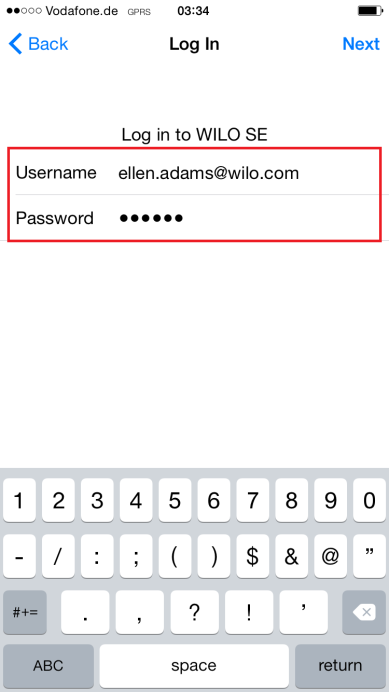 Vodafone.de GPRS 03:34
Back Log In Next
Log in to WILO SE
Username ellen.adams@wilo.com
Password ••••••
1 2 3 4 5 6 7 8 9 0
- / : ; ( ) $ & @ ”
#+= . , ? ! ’
ABC space return